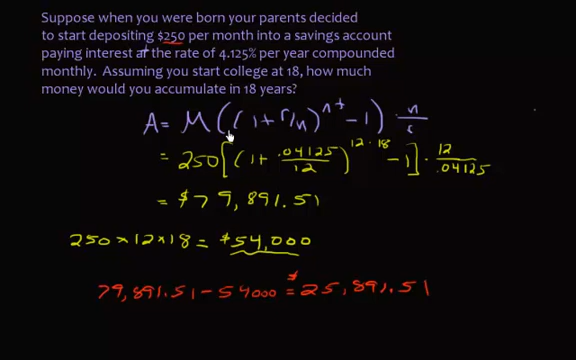 Suppose when you were born your parents decided
to start depositing $250 per month into a savings account
paying interest at the rate of 4.125% per year compounded
monthly. Assuming you start college at 18, how much
money would you accumulate in 18 years?
A = M ( ( 1 + r/n )^nt - 1 ) · n/r
= 250 [ ( 1 + .04125/12 )^12 · 18 - 1 ] · 12/.04125
= $79,891.51
250 × 12 × 18 = $54,000
79,891.51 - 54000 = $25,891.51